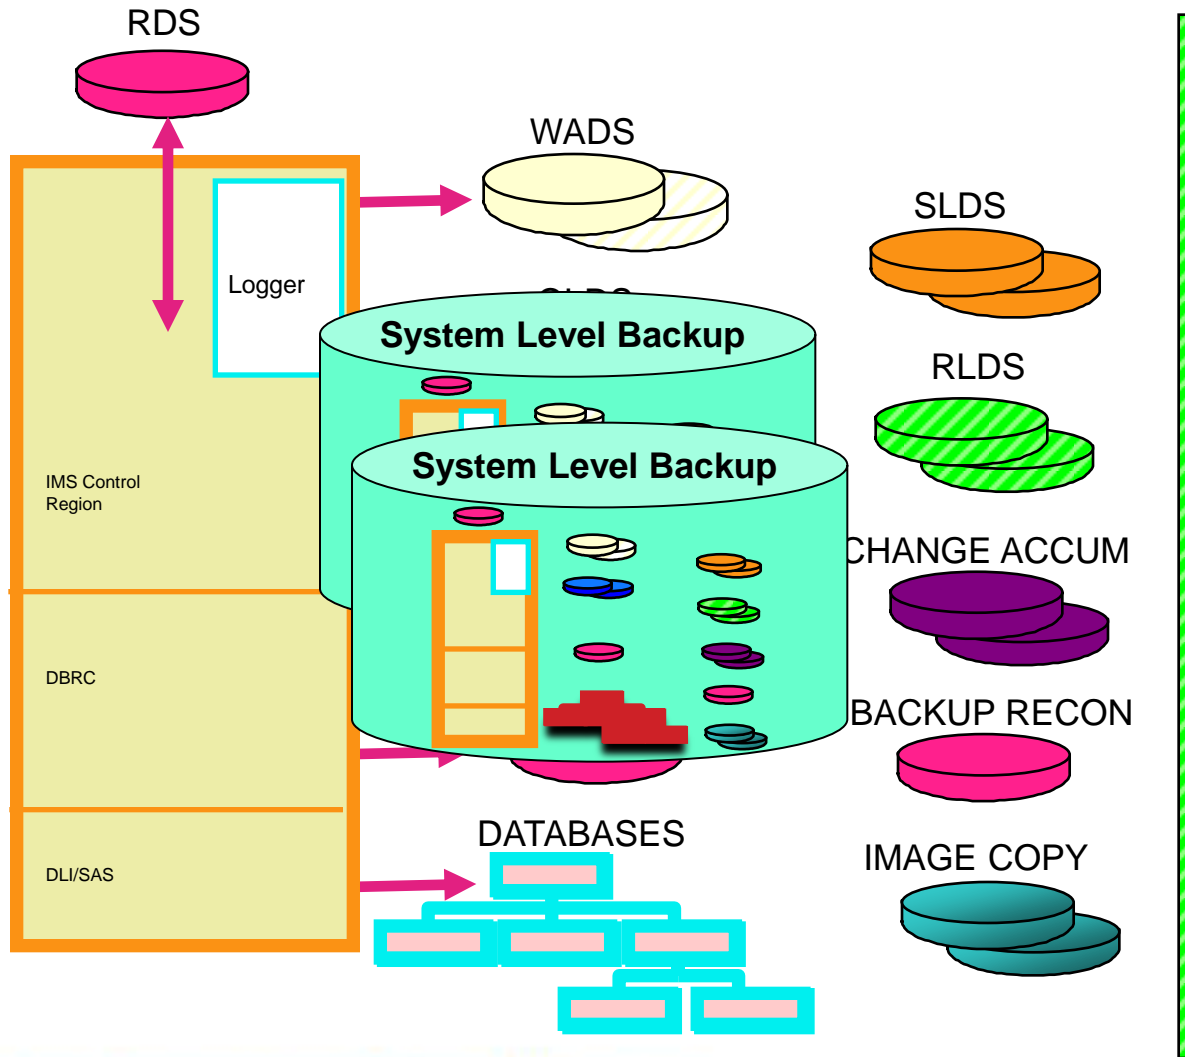 RDS
WADS
SLDS
Logger
System Level Backup
RLDS
System Level Backup
IMS Control
Region
CHANGE ACCUM
DBRC
BACKUP RECON
DATABASES
IMAGE COPY
DLI/SAS